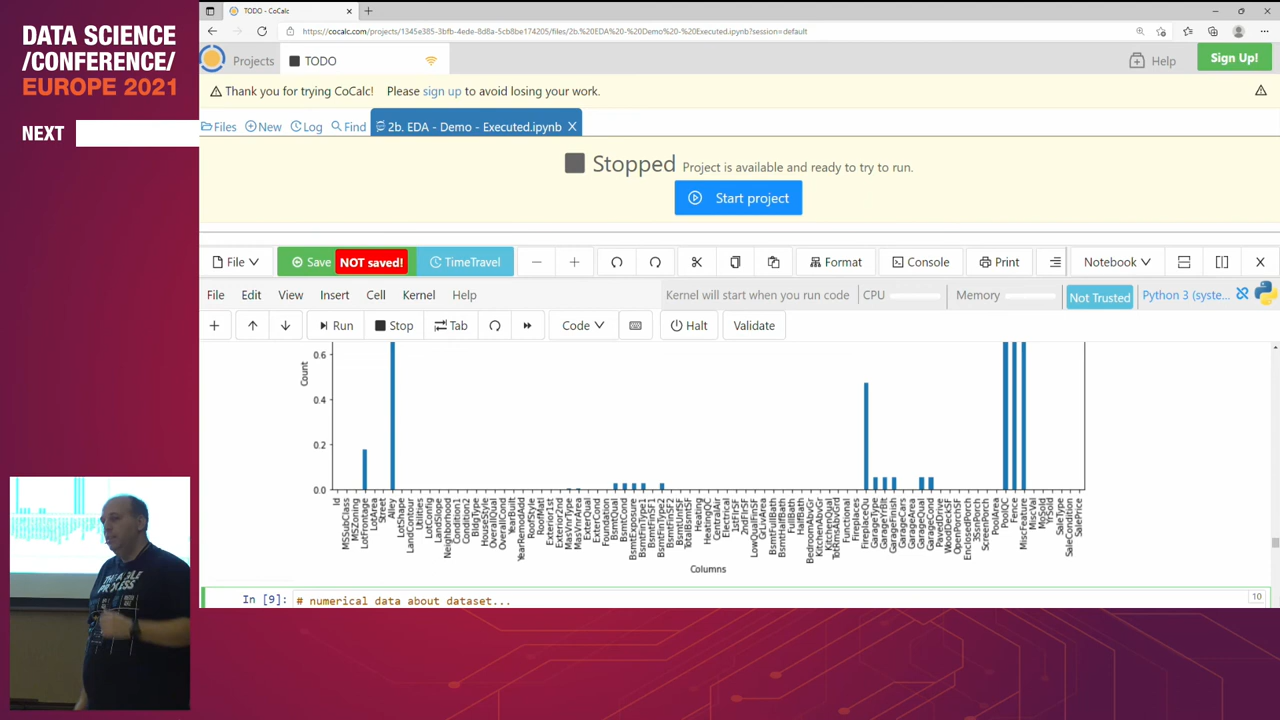 DATA SCIENCE
/CONFERENCE/
EUROPE 2021
NEXT
TODO - CoCalc
https://cocalc.com/projects/1345e385-3bfb-4ede-8d8a-5cb8be174205/files/2b.%20EDA%20-%20Demo%20-%20Executed.ipynb?session=default
Projects
TODO
Help
Sign Up!
Thank you for trying CoCalc! Please sign up to avoid losing your work.
Files
New
Log
Find
2b. EDA - Demo - Executed.ipynb
Stopped Project is available and ready to try to run.
Start project
File
Save NOT saved!
TimeTravel
Format
Console
Print
Notebook
File Edit View Insert Cell Kernel Help
Kernel will start when you run code
CPU
Memory
Not Trusted
Python 3 (syste...
Run
Stop
Tab
Code
Halt
Validate
0.6
0.4
0.2
0.0
Count
Id
MSSubClass
MSZoning
LotFrontage
LotArea
Street
Alley
LotShape
LandContour
Utilities
LotConfig
LandSlope
Neighborhood
Condition1
Condition2
BldgType
HouseStyle
OverallQual
OverallCond
YearBuilt
YearRemodAdd
RoofStyle
RoofMatl
Exterior1st
Exterior2nd
MasVnrType
MasVnrArea
ExterQual
ExterCond
Foundation
BsmtQual
BsmtCond
BsmtExposure
BsmtFinType1
BsmtFinSF1
BsmtFinType2
BsmtFinSF2
BsmtUnfSF
TotalBsmtSF
Heating
HeatingQC
CentralAir
Electrical
1stFlrSF
2ndFlrSF
LowQualFinSF
GrLivArea
BsmtFullBath
BsmtHalfBath
FullBath
HalfBath
BedroomAbvGr
KitchenAbvGr
KitchenQual
TotRmsAbvGrd
Functional
Fireplaces
FireplaceQu
GarageType
GarageYrBlt
GarageFinish
GarageCars
GarageArea
GarageQual
GarageCond
PavedDrive
WoodDeckSF
OpenPorchSF
EnclosedPorch
3SsnPorch
ScreenPorch
PoolArea
PoolQC
Fence
MiscFeature
MiscVal
MoSold
YrSold
SaleType
SaleCondition
SalePrice
Columns
In [9]: # numerical data about dataset...
10